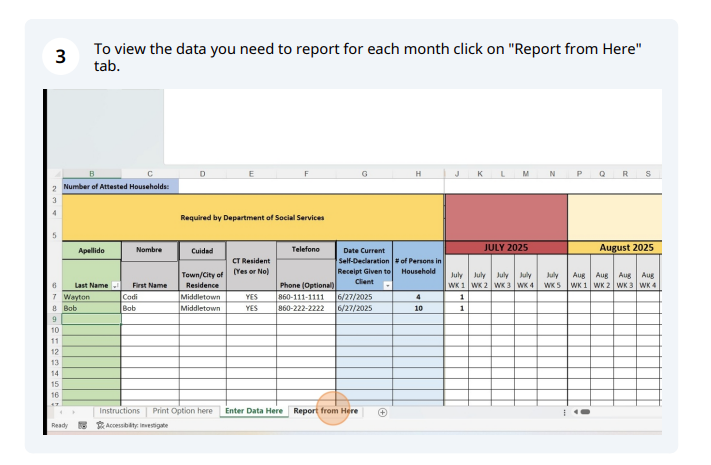 3
To view the data you need to report for each month click on "Report from Here"
tab.
B C D E F G H J K L M N P Q R S
2 Number of Attested Households:
3
4 Required by Department of Social Services
5
Apellido Nombre Cuidad CT Resident (Yes or No) Telefono Date Current Self-Declaration Receipt Given to Client # of Persons in Household JULY 2025 August 2025
6 Last Name First Name Town/City of Residence Phone (Optional) July WK 1 July WK 2 July WK 3 July WK 4 July WK 5 Aug WK 1 Aug WK 2 Aug WK 3 Aug WK 4
7 Wayton Codi Middletown YES 860-111-1111 6/27/2025 4 1
8 Bob Bob Middletown YES 860-222-2222 6/27/2025 10 1
9
10
11
12
13
14
15
16
Instructions Print Option here Enter Data Here Report from Here
Ready Accessibility: Investigate